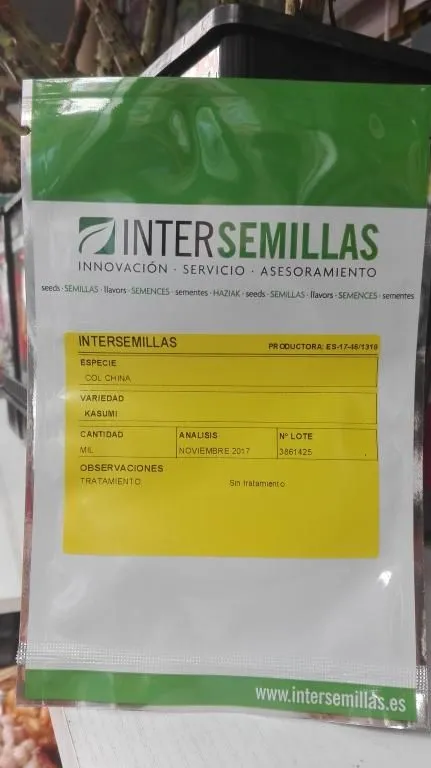 INTERSEMILLAS
INNOVACIÓN · SERVICIO · ASESORAMIENTO
seeds · SEMILLAS · llavors · SEMENCES · sementes · HAZIAK · seeds · SEMILLAS · llavors · SEMENCES · sementes
INTERSEMILLAS PRODUCTORA: ES-17-46/1319
ESPECIE
COL CHINA
VARIEDAD
KASUMI
CANTIDAD ANALISIS Nº LOTE
MIL NOVIEMBRE 2017 3861425
OBSERVACIONES
TRATAMIENTO: Sin tratamiento
www.intersemillas.es